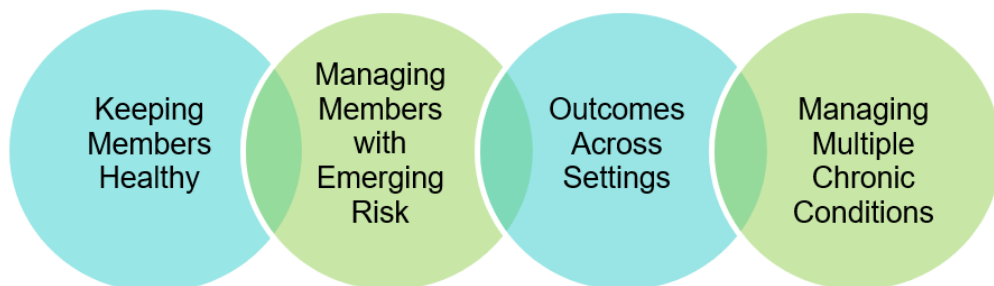 Keeping
Members
Healthy
Managing
Members
with
Emerging
Risk
Outcomes
Across
Settings
Managing
Multiple
Chronic
Conditions